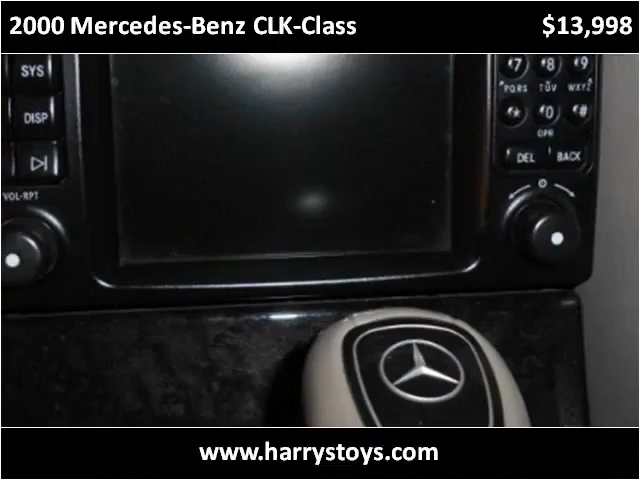 2000 Mercedes-Benz CLK-Class $13,998
SYS
DISP
VOL-RPT
7 8 9
PQRS TUV WXYZ
* 0 #
OPR
DEL BACK
www.harrystoys.com